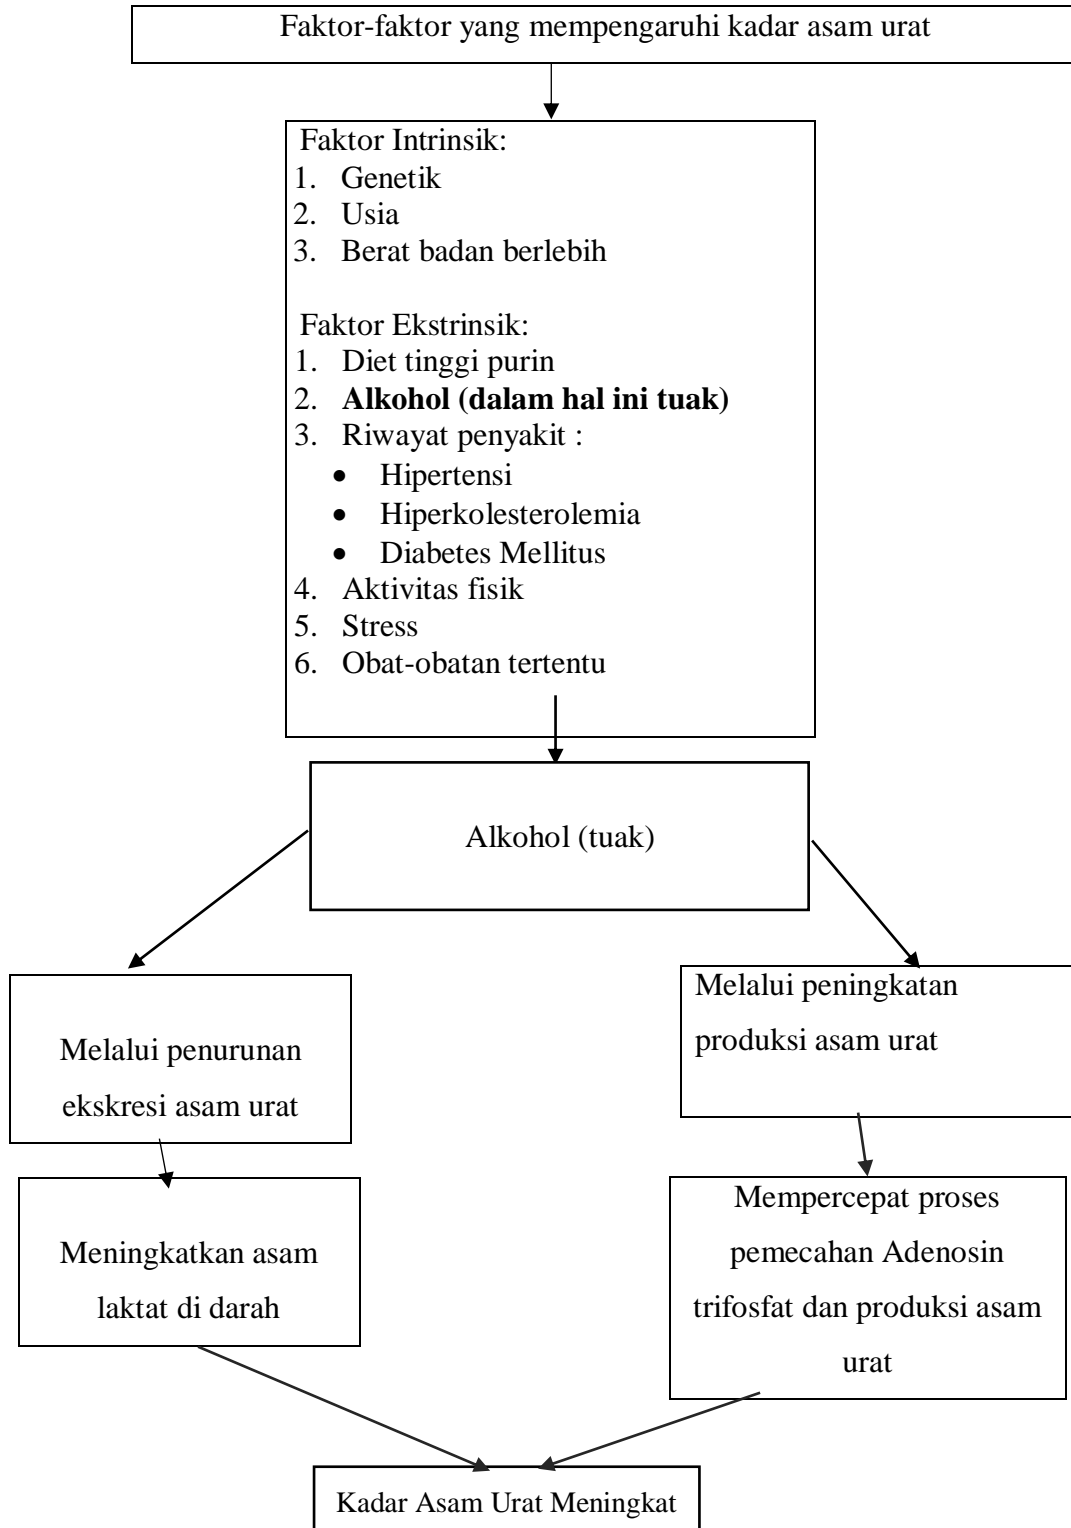 Faktor-faktor yang mempengaruhi kadar asam urat
Faktor Intrinsik:
1. Genetik
2. Usia
3. Berat badan berlebih
Faktor Ekstrinsik:
1. Diet tinggi purin
2. Alkohol (dalam hal ini tuak)
3. Riwayat penyakit :
• Hipertensi
• Hiperkolesterolemia
• Diabetes Mellitus
4. Aktivitas fisik
5. Stress
6. Obat-obatan tertentu
Alkohol (tuak)
Melalui penurunan
ekskresi asam urat
Melalui peningkatan
produksi asam urat
Meningkatkan asam
laktat di darah
Mempercepat proses
pemecahan Adenosin
trifosfat dan produksi asam
urat
Kadar Asam Urat Meningkat